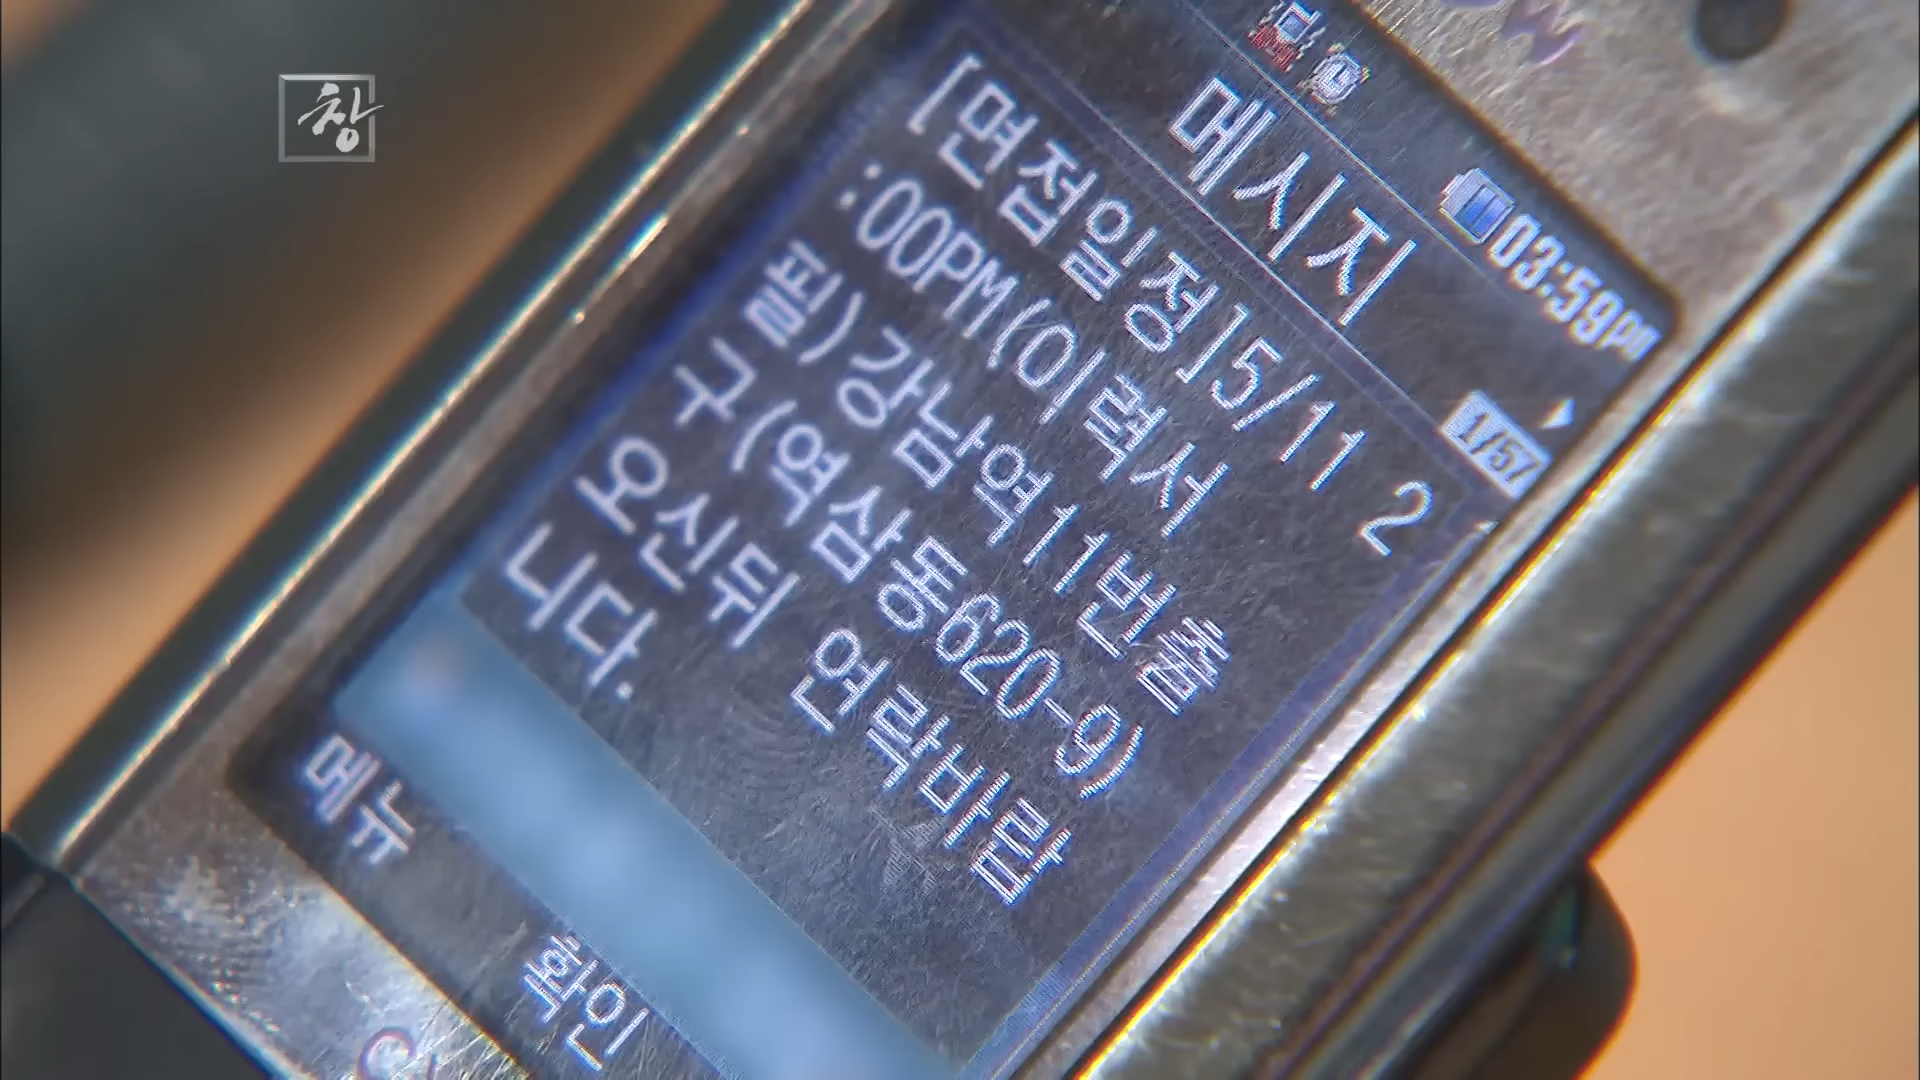 창
03:59PM
메시지
1/57
[면접일정]5/11 2
:00PM(이력서
필)강남역11번출
구(역삼동620-9)
오신뒤 연락바랍
니다.
메뉴
확인